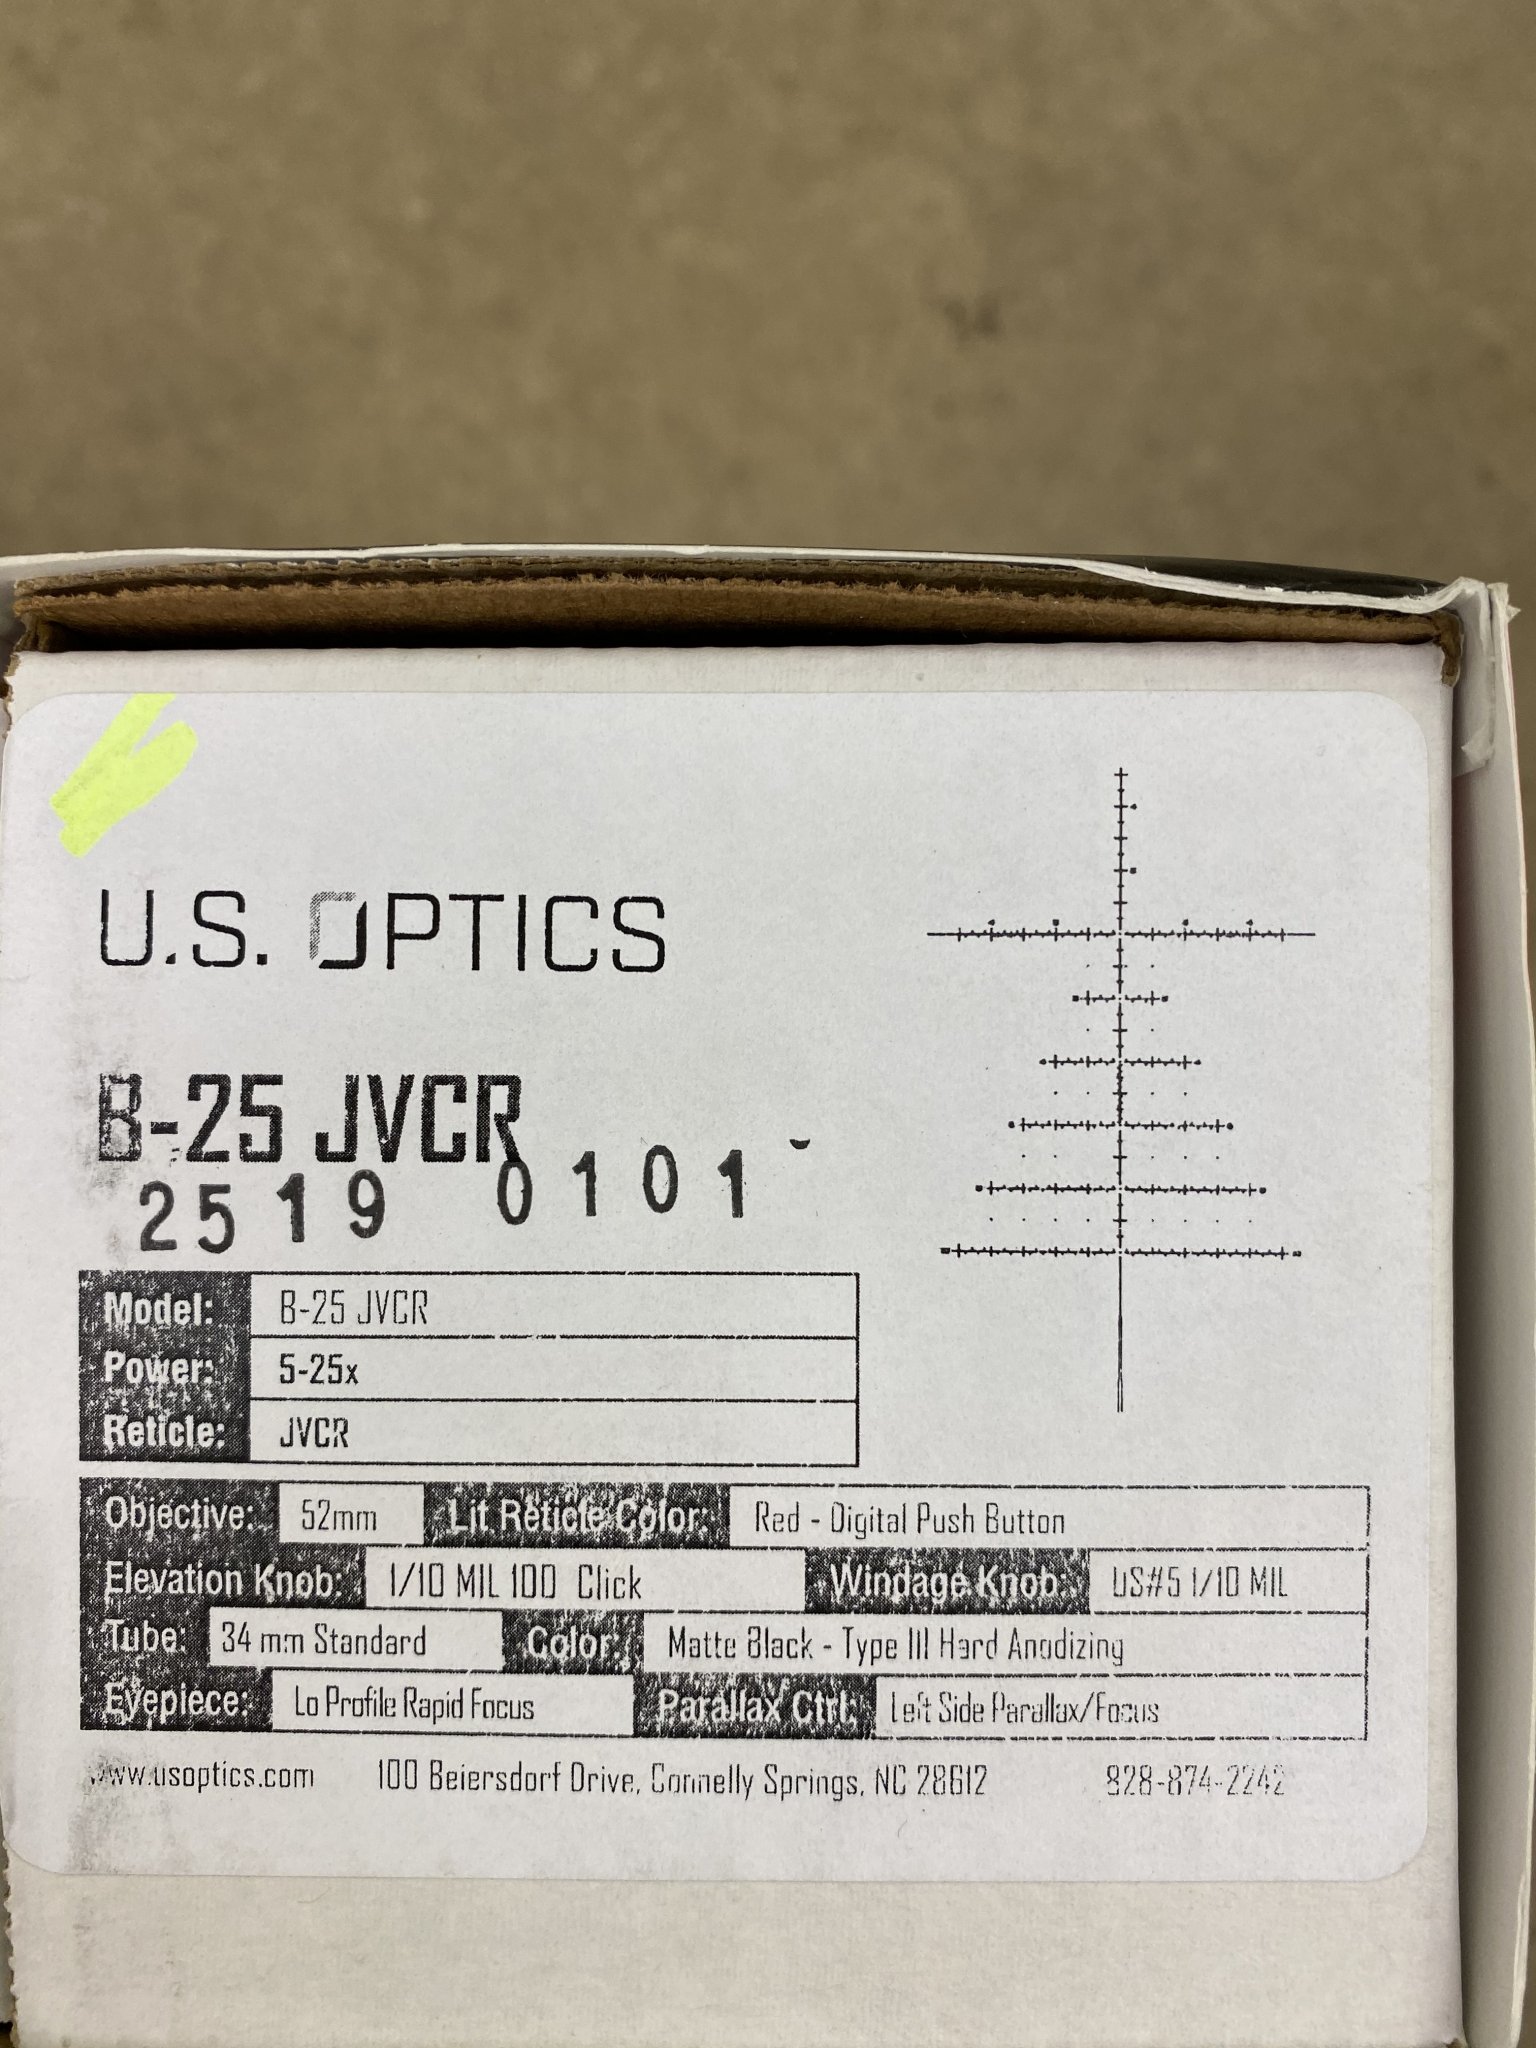 U.S. OPTICS
B-25 JVCR
2519 0101
Model: B-25 JVCR
Power: 5-25x
Reticle: JVCR
Objective: 52mm Lit Reticle Color: Red - Digital Push Button
Elevation Knob: 1/10 MIL 100 Click Windage Knob: US#5 1/10 MIL
Tube: 34 mm Standard Color: Matte Black - Type III Hard Anodizing
Eyepiece: Lo Profile Rapid Focus Parallax Ctrl: Left Side Parallax/Focus
www.usoptics.com 100 Beiersdorf Drive, Connelly Springs, NC 28612 828-874-2242